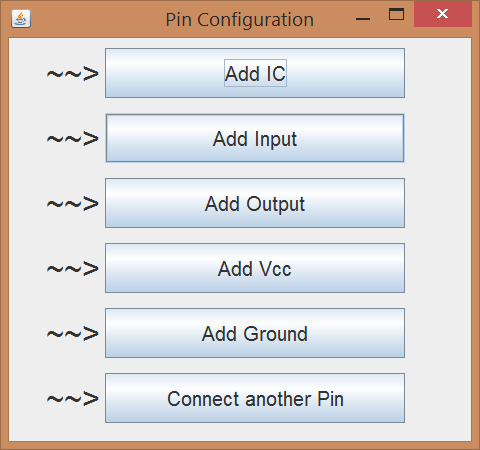 Pin Configuration
~~> Add IC
~~> Add Input
~~> Add Output
~~> Add Vcc
~~> Add Ground
~~> Connect another Pin